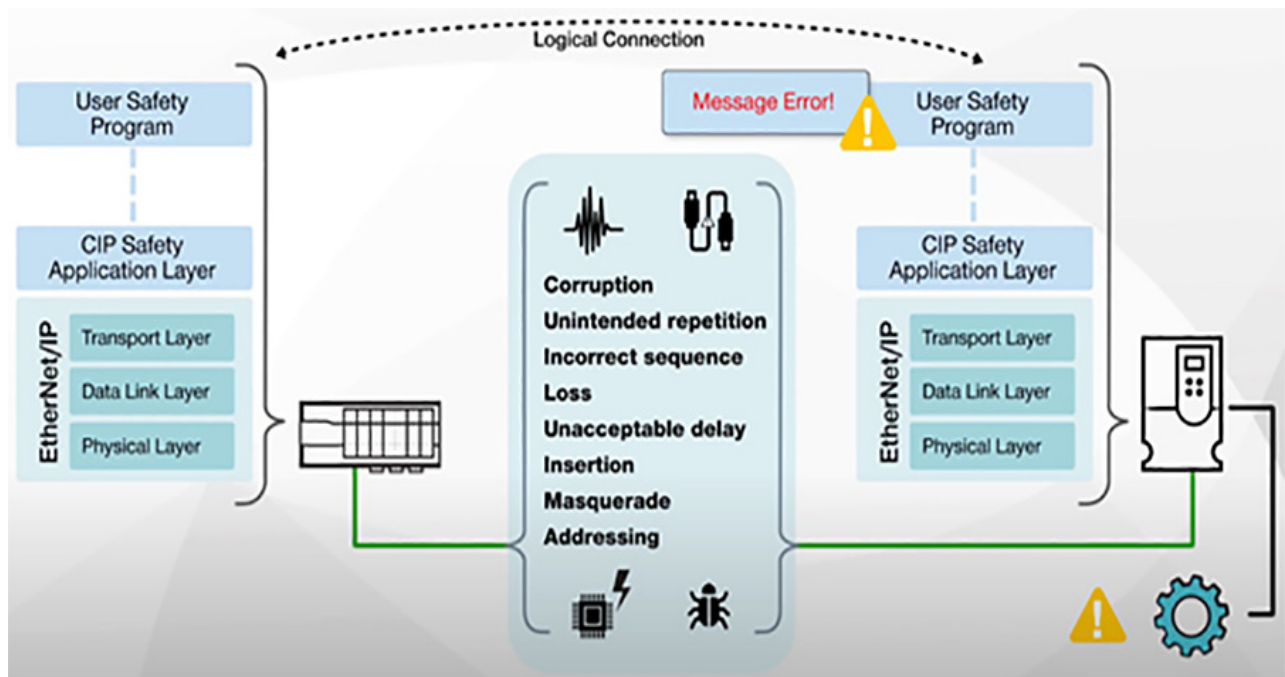 Logical Connection
User Safety
Program
CIP Safety
Application Layer
EtherNet/IP
Transport Layer
Data Link Layer
Physical Layer
Corruption
Unintended repetition
Incorrect sequence
Loss
Unacceptable delay
Insertion
Masquerade
Addressing
Message Error!
User Safety
Program
CIP Safety
Application Layer
EtherNet/IP
Transport Layer
Data Link Layer
Physical Layer